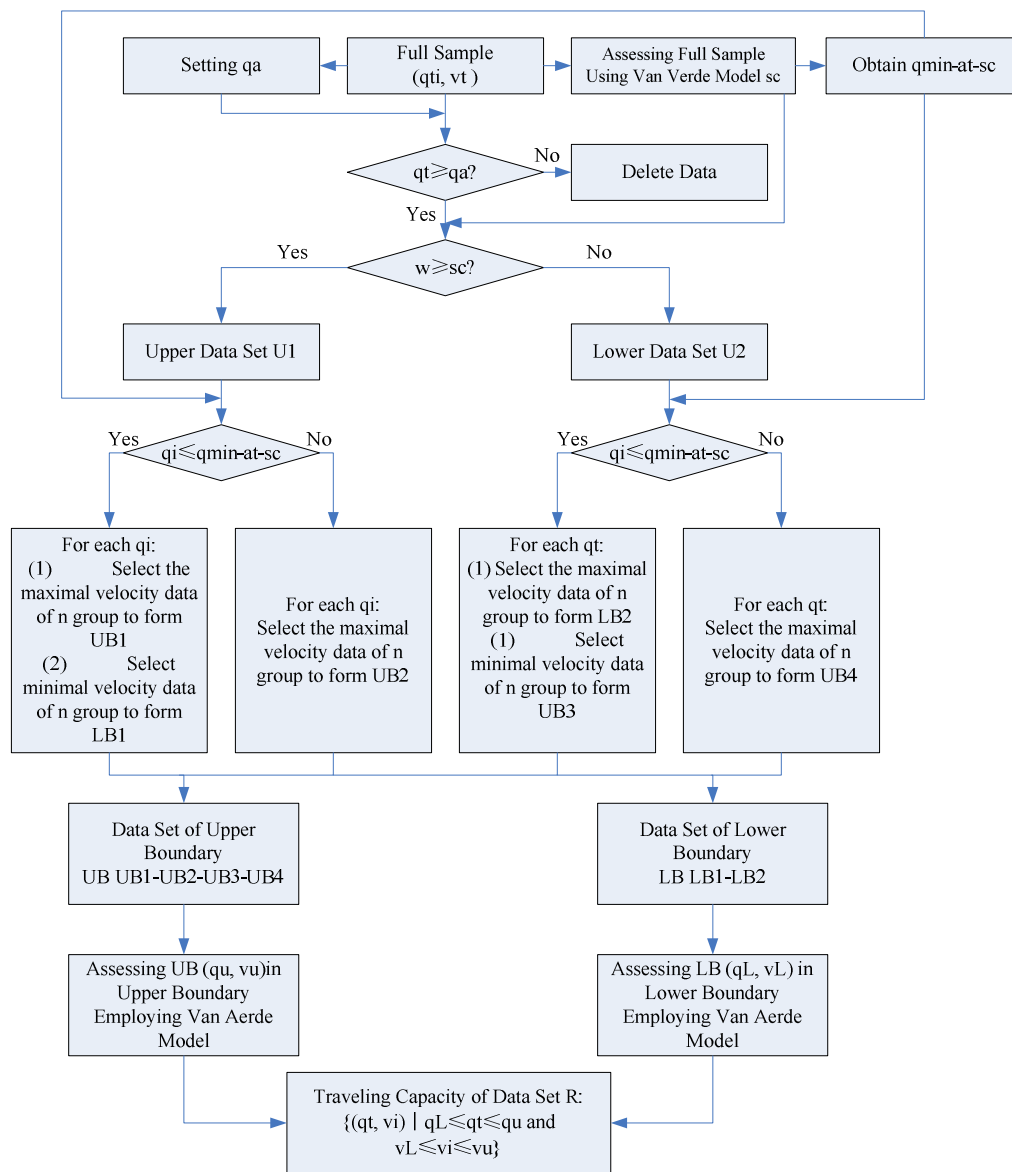 Setting qa
Full Sample
(qti, vt )
Assessing Full Sample
Using Van Verde Model sc
Obtain qmin-at-sc
qt≥qa?
No
Delete Data
Yes
Yes
w≥sc?
No
Upper Data Set U1
Lower Data Set U2
Yes
qi≤qmin-at-sc
No
Yes
qi≤qmin-at-sc
No
For each qi:
(1) Select the
maximal velocity data
of n group to form
UB1
(2) Select
minimal velocity data
of n group to form
LB1
For each qi:
Select the maximal
velocity data of n
group to form UB2
For each qt:
(1) Select the maximal
velocity data of n
group to form LB2
(1) Select
minimal velocity data
of n group to form
UB3
For each qt:
Select the maximal
velocity data of n
group to form UB4
Data Set of Upper
Boundary
UB UB1-UB2-UB3-UB4
Data Set of Lower
Boundary
LB LB1-LB2
Assessing UB (qu, vu)in
Upper Boundary
Employing Van Aerde
Model
Assessing LB (qL, vL) in
Lower Boundary
Employing Van Aerde
Model
Traveling Capacity of Data Set R:
{(qt, vi) | qL≤qt≤qu and
vL≤vi≤vu}